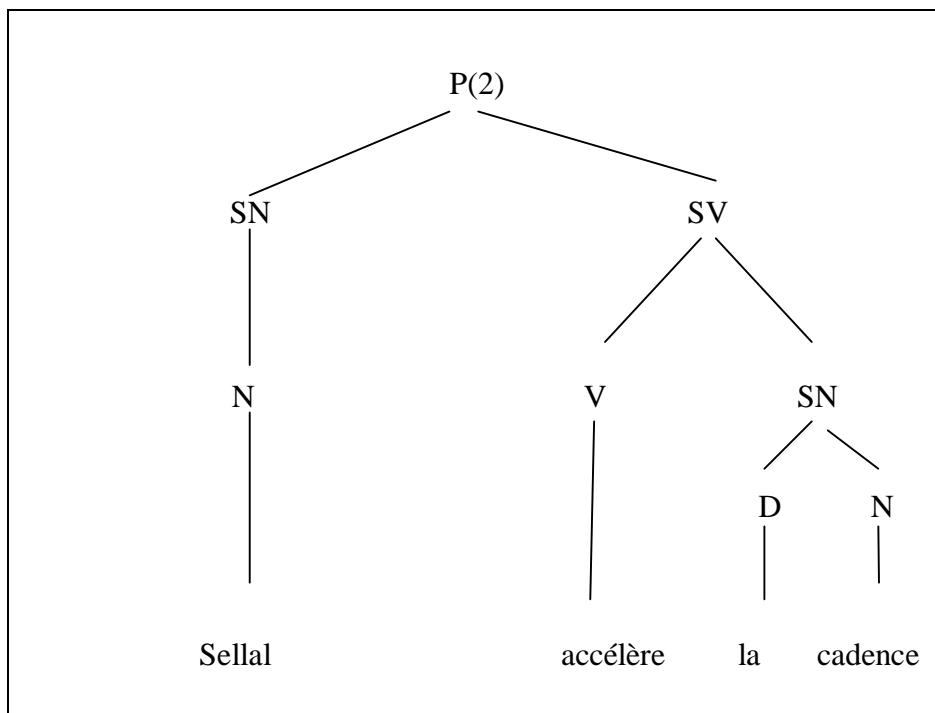 P(2)
SN SV
N V SN
D N
Sellal accélère la cadence